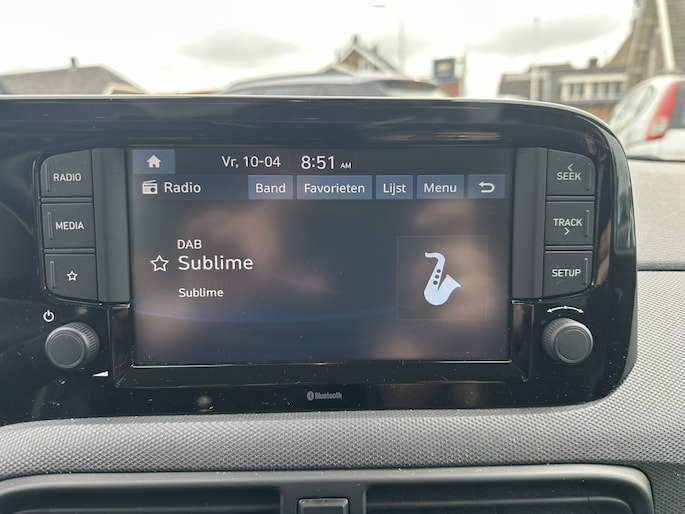 Vr, 10-04 8:51 AM
Radio Band Favorieten Lijst Menu
DAB
Sublime
Sublime
RADIO
MEDIA
SEEK
TRACK
SETUP
Bluetooth